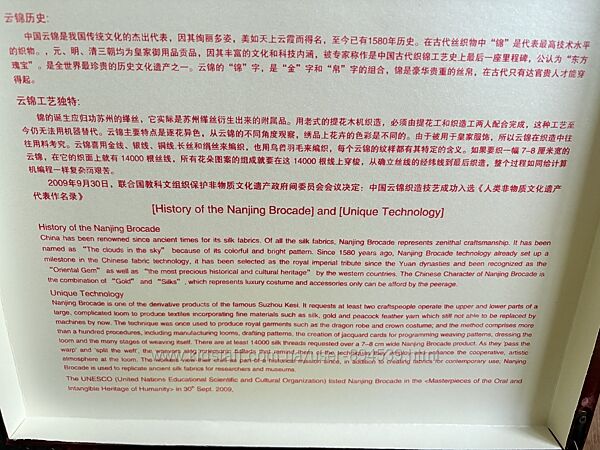 云锦历史:
中国云锦是我国传统文化的杰出代表，因其绚丽多姿，美如天上云霞而得名，至今已有1580年历史。在古代丝织物中“锦”是代表最高技术水平
的织物。，元、明、清三朝均为皇家御用品贡品，因其丰富的文化和科技内涵，被专家称作是中国古代织锦工艺史上最后一座里程碑，公认为“东方
瑰宝”。是全世界最珍贵的历史文化遗产之一。云锦的“锦”字，是“金”字和“帛”字的组合，锦是豪华贵重的丝帛，在古代只有达官贵人才能穿
得起。
云锦工艺独特:
锦的诞生应归功苏州的缂丝，它实际是苏州缂丝衍生出来的附属品。用老式的提花木机织造，必须由提花工和织造工两人配合完成，这种工艺至
今仍无法用机器替代。云锦主要特点是逐花异色，从云锦的不同角度观察，绣品上花卉的色彩是不同的。由于被用于皇家服饰，所以云锦在织造中往
往用料考究。云锦喜用金线、银线、铜线、长丝和绢丝来编织，也用鸟兽羽毛来编织，每个云锦的纹样都有其特定的含义。如果要织一幅 7-8 厘米宽的
云锦，在它的织面上就有 14000 根丝线，所有花朵图案的组成就要在这 14000 根线上穿梭，从确立丝线的经纬线到最后织造，整个过程如同给计算
机编程一样复杂而艰苦。
2009年9月30日，联合国教科文组织保护非物质文化遗产政府间委员会会议决定：中国云锦织造技艺成功入选《人类非物质文化遗产
代表作名录》
[History of the Nanjing Brocade] and [Unique Technology]
History of the Nanjing Brocade
China has been renowned since ancient times for its silk fabrics. Of all the silk fabrics, Nanjing Brocade represents zenithal craftsmanship. It has been
named as “The clouds in the sky” because of its colorful and bright pattern. Since 1580 years ago, Nanjing Brocade technology already set up a
milestone in the Chinese fabric technology, it has been selected as the royal imperial tribute since the Yuan dynasties and been recognized as the
“Oriental Gem” as well as “the most precious historical and cultural heritage” by the western countries. The Chinese Character of Nanjing Brocade is
the combination of “Gold” and “Silks”, which represents luxury costume and accessories only can be afford by the peerage.
Unique Technology
Nanjing Brocade is one of the derivative products of the famous Suzhou Kesi. It requests at least two craftspeople operate the upper and lower parts of a
large, complicated loom to produce textiles incorporating fine materials such as silk, gold and peacock feather yarn which still not able to be replaced by
machines by now. The technique was once used to produce royal garments such as the dragon robe and crown costume; and the method comprises more
than a hundred procedures, including manufacturing looms, drafting patterns, the creation of jacquard cards for programming weaving patterns, dressing the
loom and the many stages of weaving itself. There are at least 14000 silk threads requested over a 7-8 cm wide Nanjing Brocade product. As they 'pass the
warp' and 'split the weft', the
atmosphere at the loom. The
Brocade is used to replicate ancient silk fabrics for researchers and museums.
The UNESCO (United Nations Educational Scientific and Cultural Organization) listed Nanjing Brocade in the <Masterpieces of the Oral and
Intangible Heritage of Humanity> in 30th Sept. 2009,